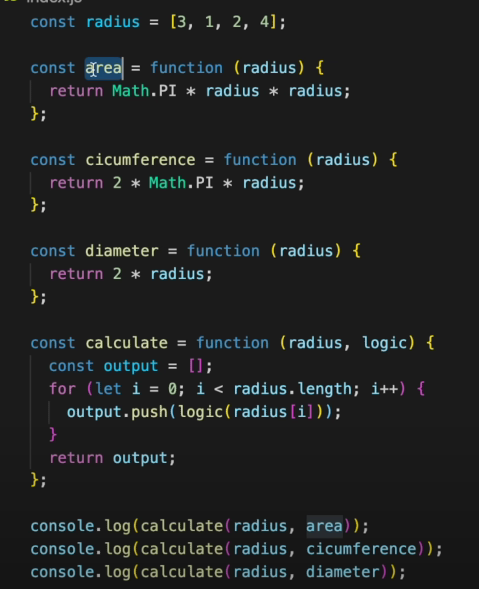 index.js
const radius = [3, 1, 2, 4];
const area = function (radius) {
return Math.PI * radius * radius;
};
const cicumference = function (radius) {
return 2 * Math.PI * radius;
};
const diameter = function (radius) {
return 2 * radius;
};
const calculate = function (radius, logic) {
const output = [];
for (let i = 0; i < radius.length; i++) {
output.push(logic(radius[i]));
}
return output;
};
console.log(calculate(radius, area));
console.log(calculate(radius, cicumference));
console.log(calculate(radius, diameter));